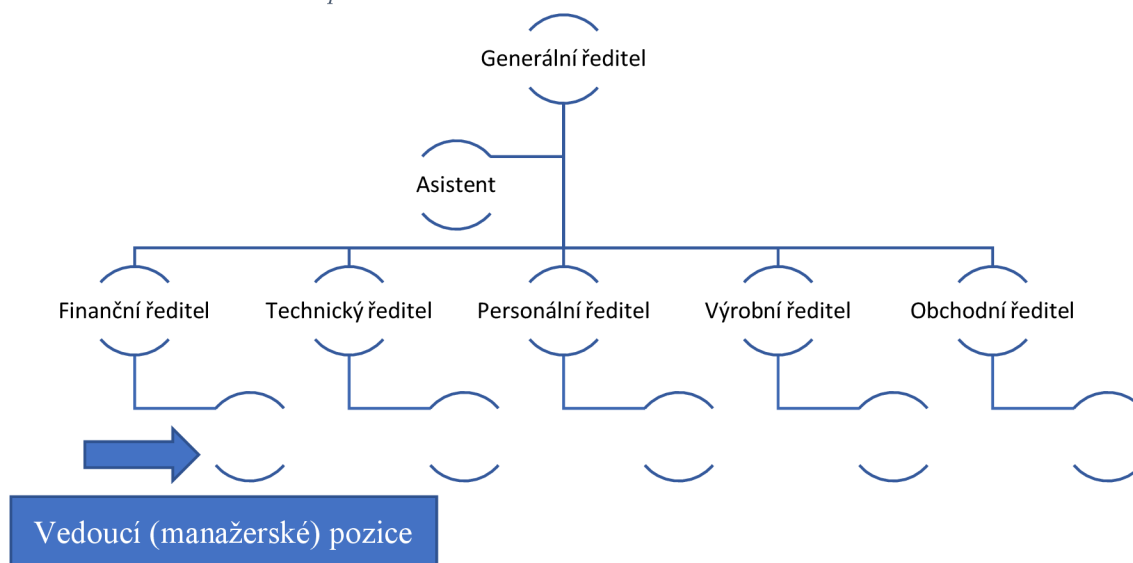 Generální ředitel
Asistent
Finanční ředitel
Technický ředitel
Personální ředitel
Výrobní ředitel
Obchodní ředitel
Vedoucí (manažerské) pozice